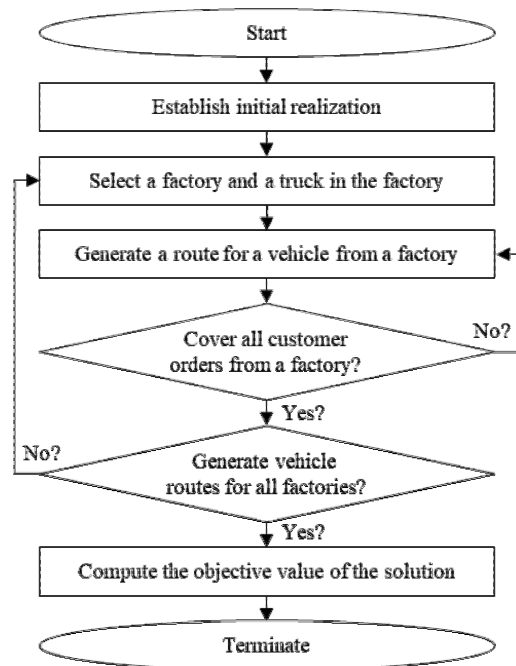 Start
Establish initial realization
Select a factory and a truck in the factory
Generate a route for a vehicle from a factory
Cover all customer
orders from a factory?
No?
Yes?
No?
Generate vehicle
routes for all factories?
Yes?
Compute the objective value of the solution
Terminate